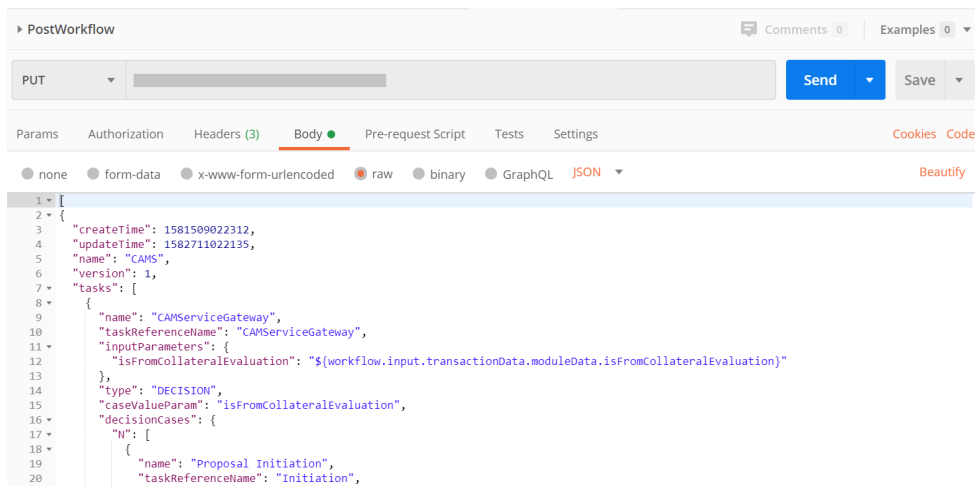 PostWorkflow
Comments 0 Examples 0
PUT Send Save
Params Authorization Headers (3) Body Pre-request Script Tests Settings Cookies Code
none form-data x-www-form-urlencoded raw binary GraphQL JSON Beautify
1 [
2 {
3 "createTime": 1581509022312,
4 "updateTime": 1582711022135,
5 "name": "CAMS",
6 "version": 1,
7 "tasks": [
8 {
9 "name": "CAMServiceGateway",
10 "taskReferenceName": "CAMServiceGateway",
11 "inputParameters": {
12 "isFromCollateralEvaluation": "${workflow.input.transactionData.moduleData.isFromCollateralEvaluation}"
13 },
14 "type": "DECISION",
15 "caseValueParam": "isFromCollateralEvaluation",
16 "decisionCases": {
17 "N": [
18 {
19 "name": "Proposal Initiation",
20 "taskReferenceName": "Initiation",